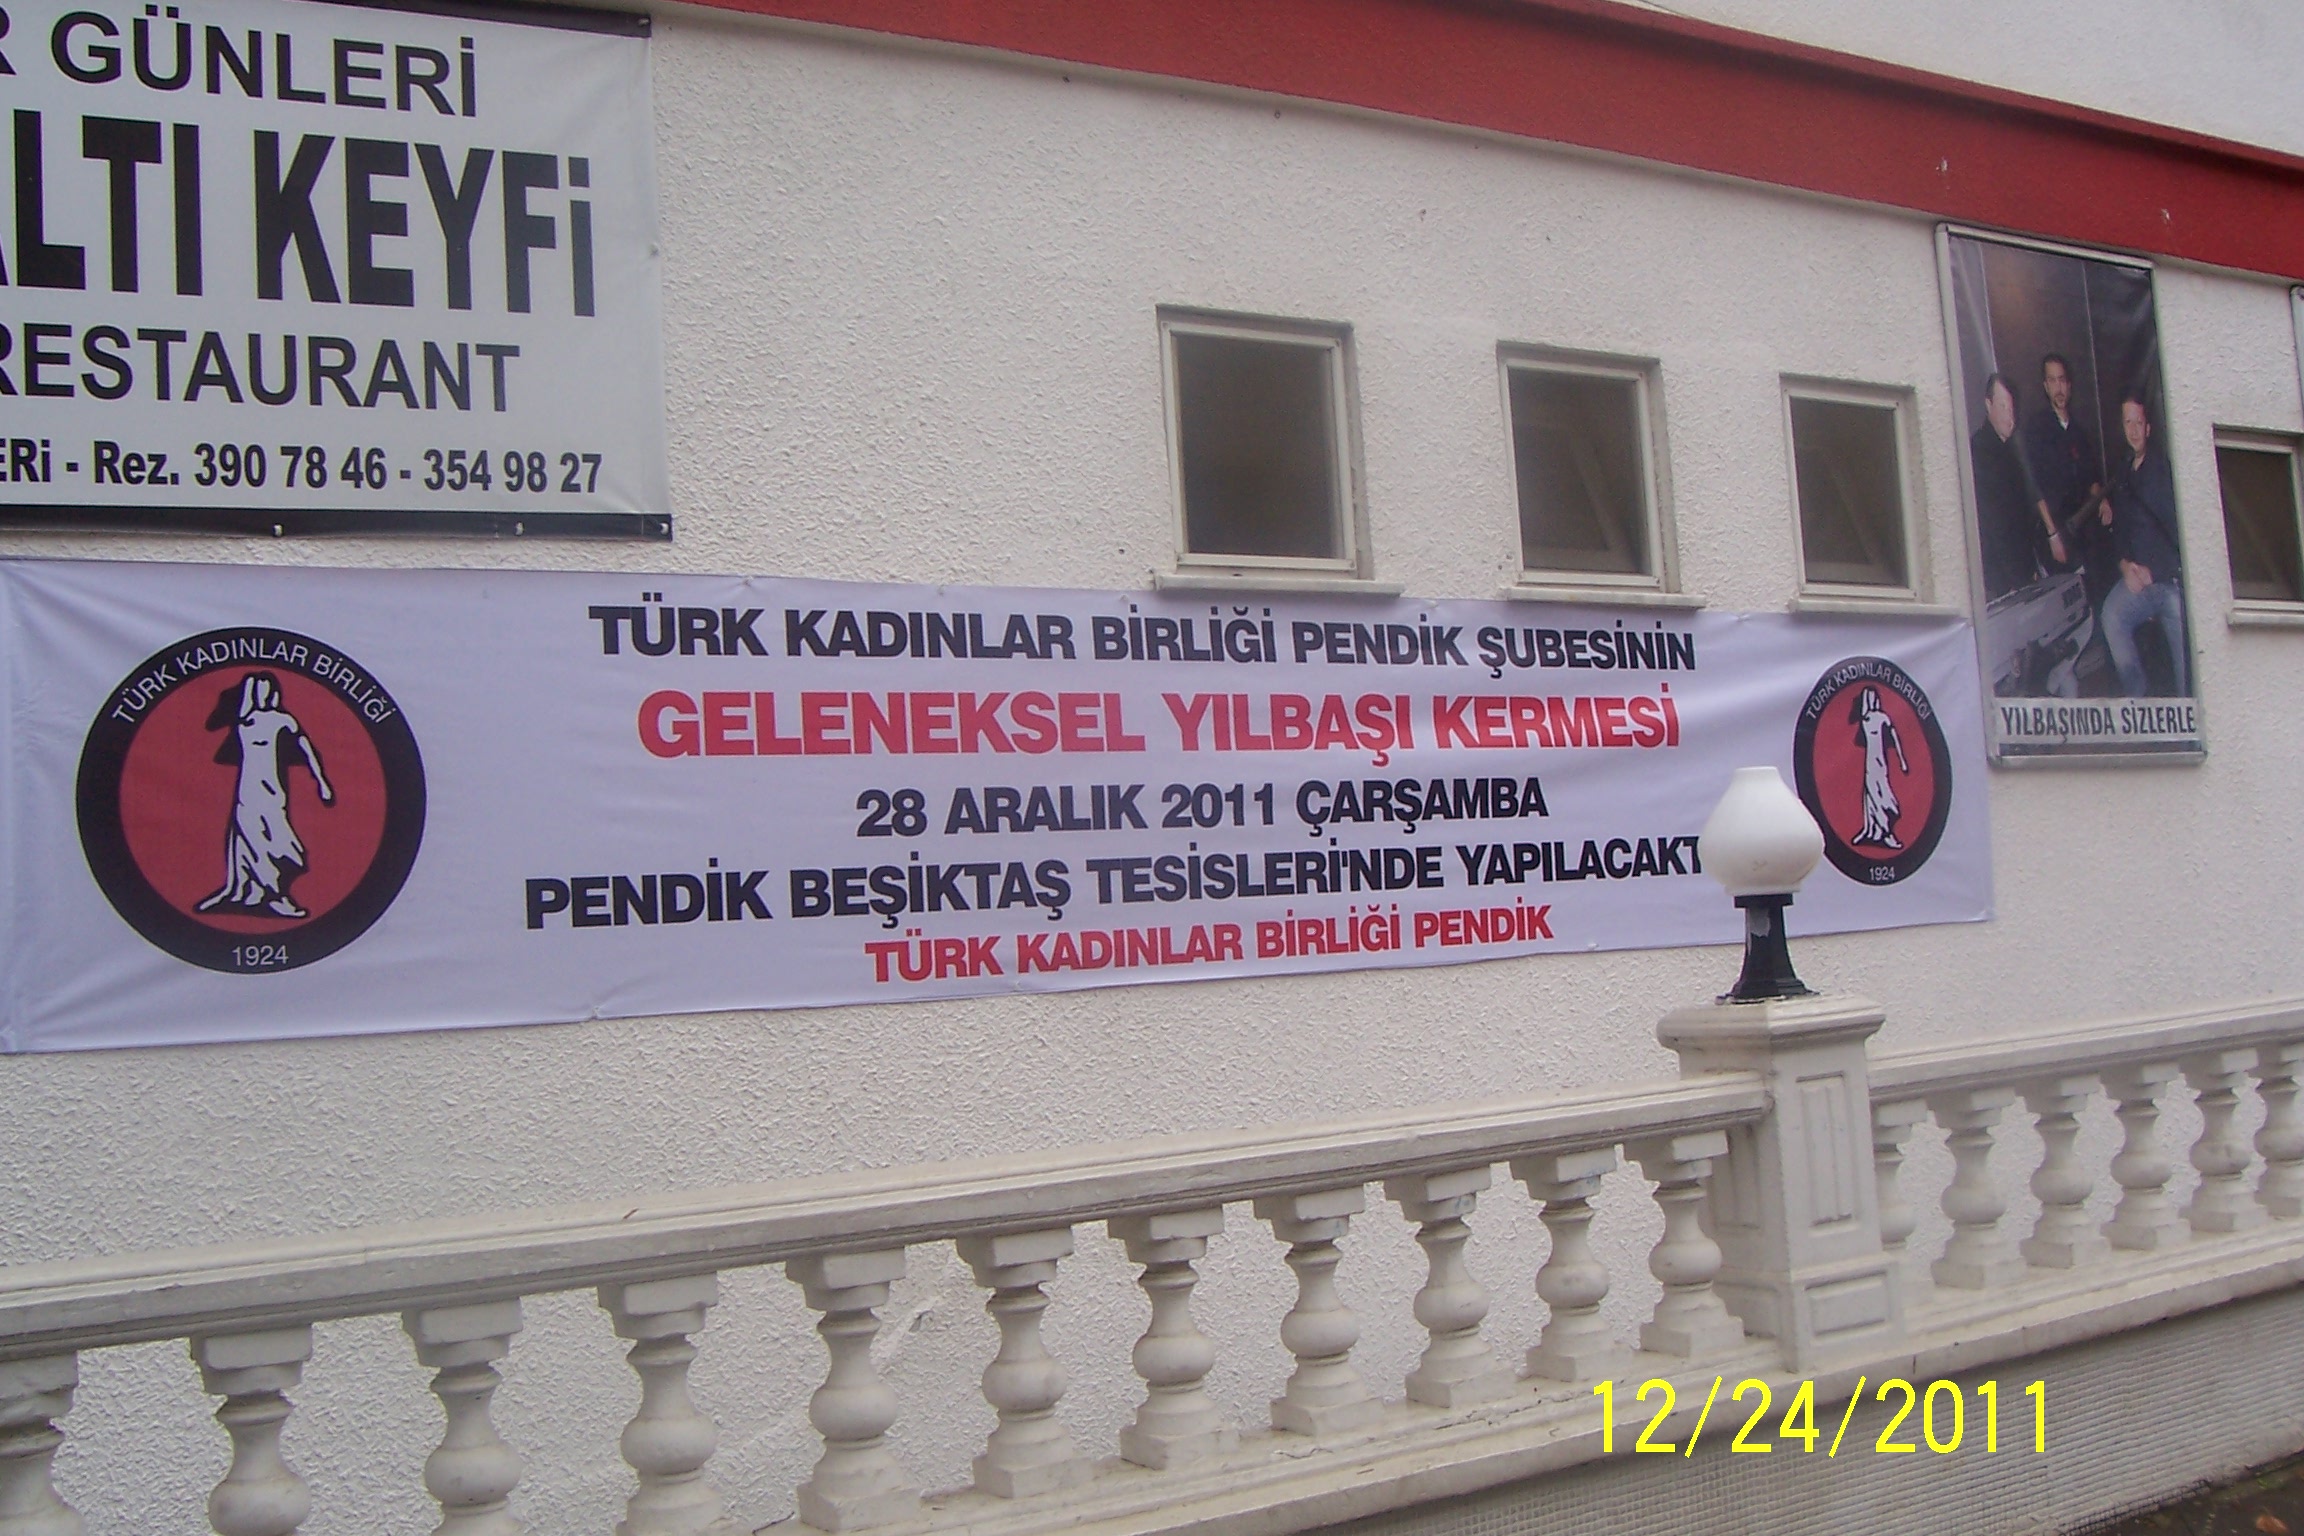 GÜNLERİ
KEYFİ
RESTAURANT
- Rez. 390 78 46 - 354 98 27
TÜRK KADINLAR BİRLİĞİ
1924
TÜRK KADINLAR BİRLİĞİ PENDİK ŞUBESİNİN
GELENEKSEL YILBAŞI KERMESİ
28 ARALIK 2011 ÇARŞAMBA
PENDİK BEŞİKTAŞ TESİSLERİ'NDE YAPILACAKT
TÜRK KADINLAR BİRLİĞİ PENDİK
TÜRK KADINLAR BİRLİĞİ
1924
YILBAŞINDA SİZLERLE
12/24/2011